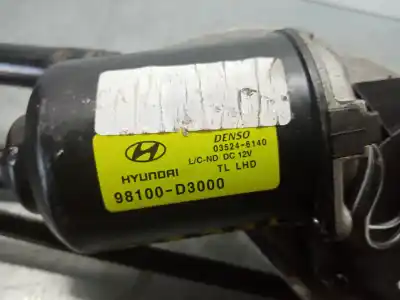 DENSO
03524-6140
L/C-ND DC 12V
HYUNDAI TL LHD
98100-D3000